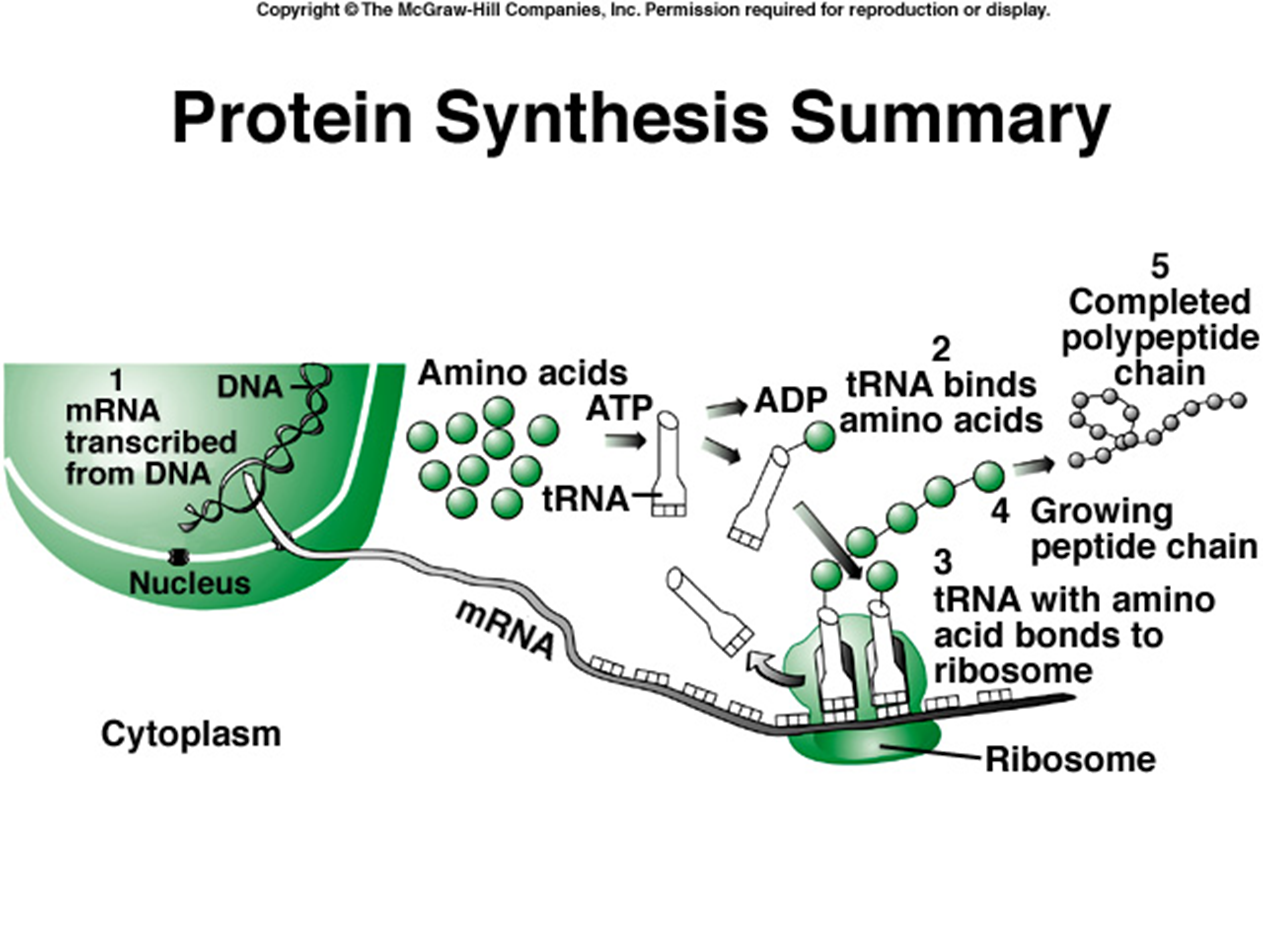 Copyright © The McGraw-Hill Companies, Inc. Permission required for reproduction or display.
Protein Synthesis Summary
1
mRNA
transcribed
from DNA
DNA
Nucleus
Cytoplasm
mRNA
Amino acids
ATP
tRNA
ADP
2
tRNA binds
amino acids
3
tRNA with amino
acid bonds to
ribosome
Ribosome
4 Growing
peptide chain
5
Completed
polypeptide
chain